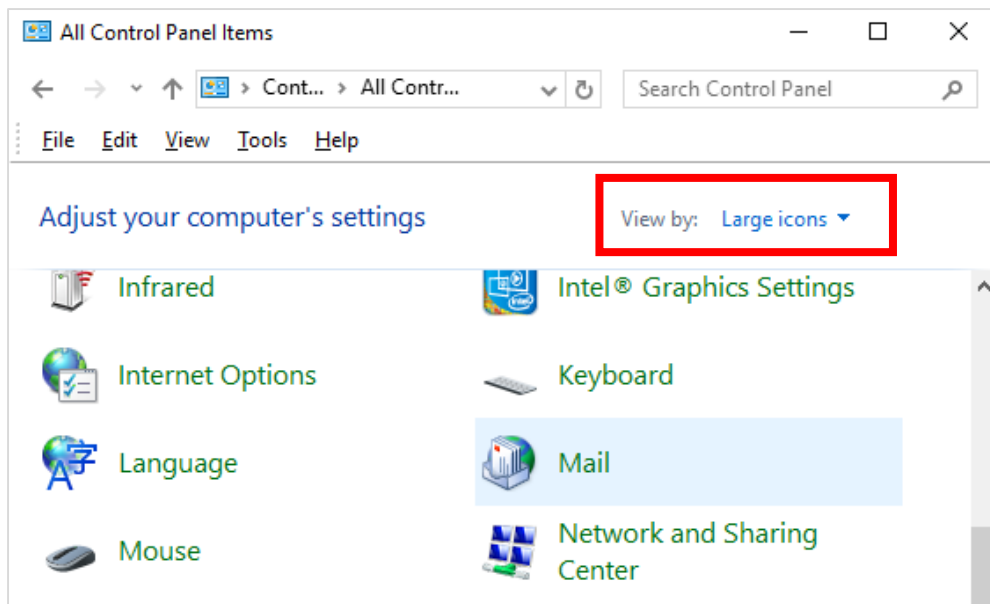 All Control Panel Items
Cont... > All Contr...
Search Control Panel
File Edit View Tools Help
Adjust your computer's settings
View by: Large icons
Infrared
Intel® Graphics Settings
Internet Options
Keyboard
Language
Mail
Mouse
Network and Sharing
Center